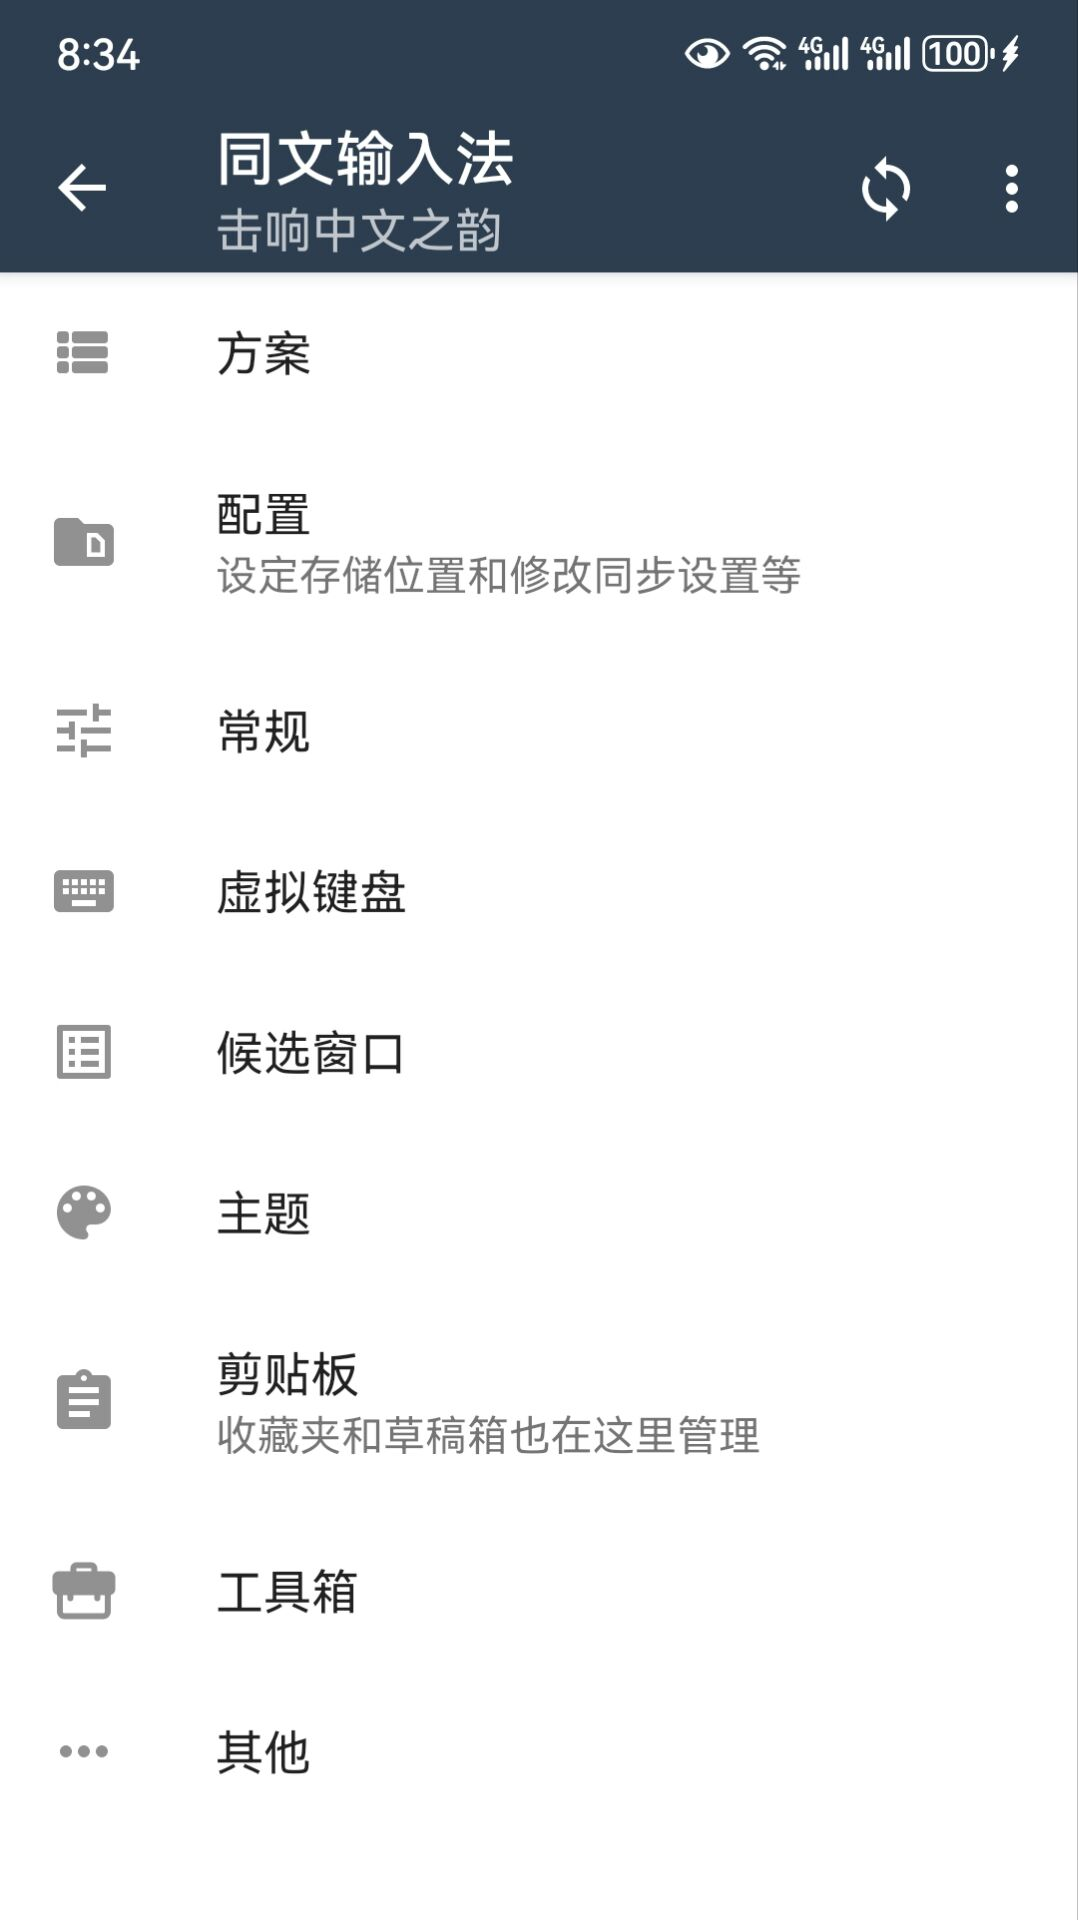 8:34
4G 4G 100
同文输入法
击响中文之韵
方案
配置
设定存储位置和修改同步设置等
常规
虚拟键盘
候选窗口
主题
剪贴板
收藏夹和草稿箱也在这里管理
工具箱
其他